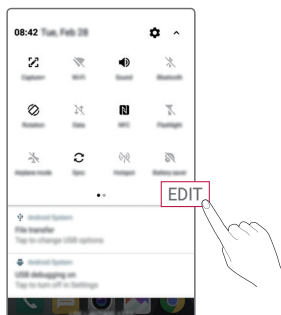 08:42 Tue, Feb 28
Capture+ Wi-Fi Sound Bluetooth
Rotation Data NFC Flashlight
Airplane mode Sync Hotspot Battery saver
EDIT
Android System
File transfer
Tap to change USB options
Android System
USB debugging on
Tap to turn off in Settings